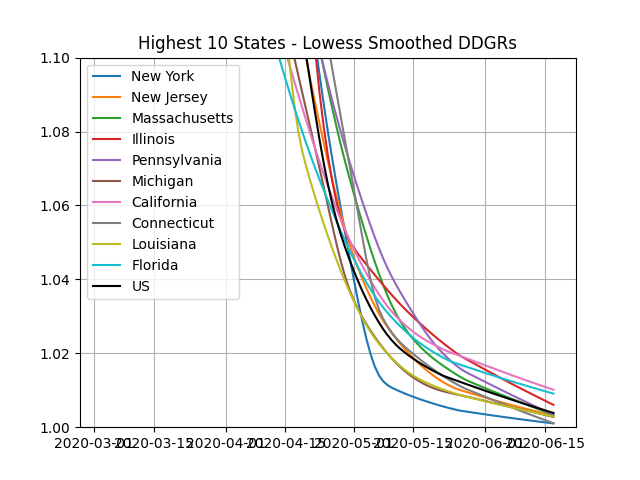 Highest 10 States - Lowess Smoothed DDGRs
1.10
1.08
1.06
1.04
1.02
1.00
New York
New Jersey
Massachusetts
Illinois
Pennsylvania
Michigan
California
Connecticut
Louisiana
Florida
US
2020-03-01 2020-03-15 2020-04-01 2020-04-15 2020-05-01 2020-05-15 2020-06-01 2020-06-15